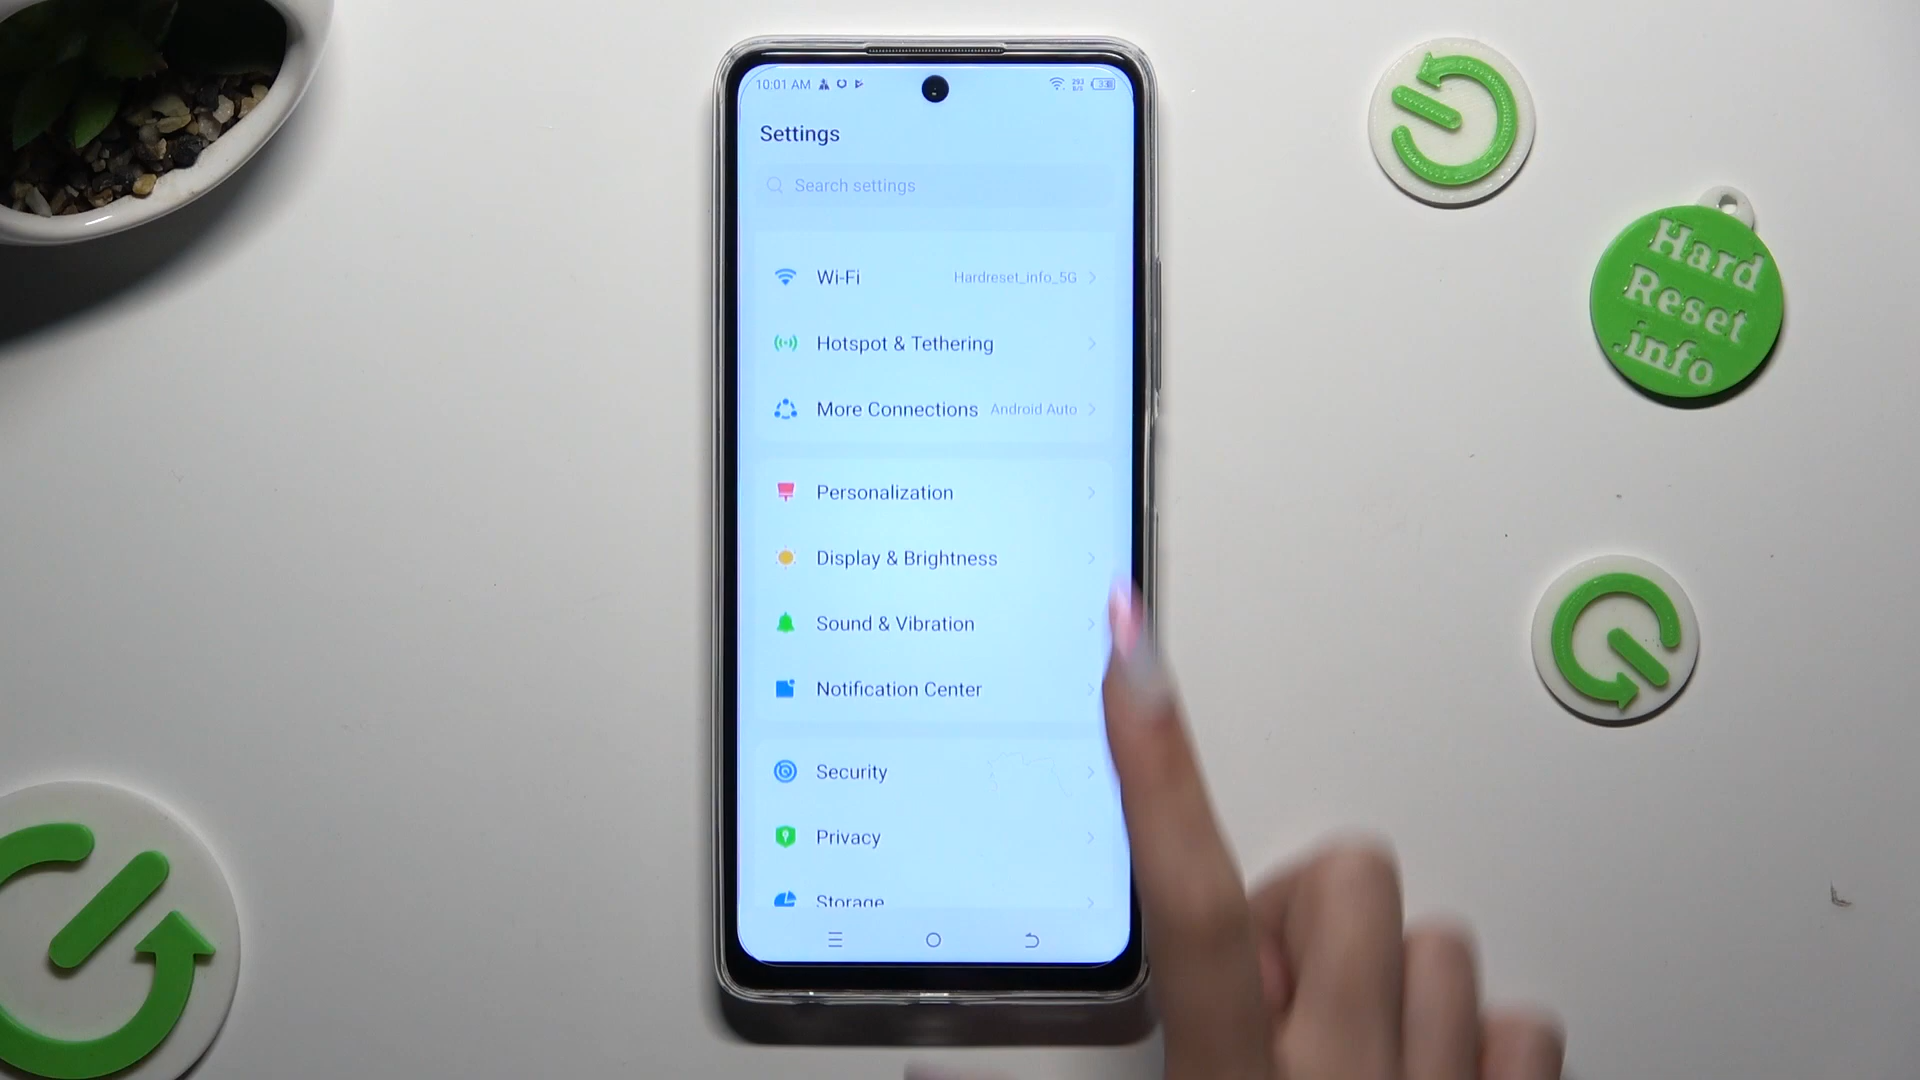 10:01 AM
293
B/S
Settings
Search settings
Wi-Fi Hardreset_info_5G
Hotspot & Tethering
More Connections Android Auto
Personalization
Display & Brightness
Sound & Vibration
Notification Center
Security
Privacy
Storage
Hard
Reset
.info